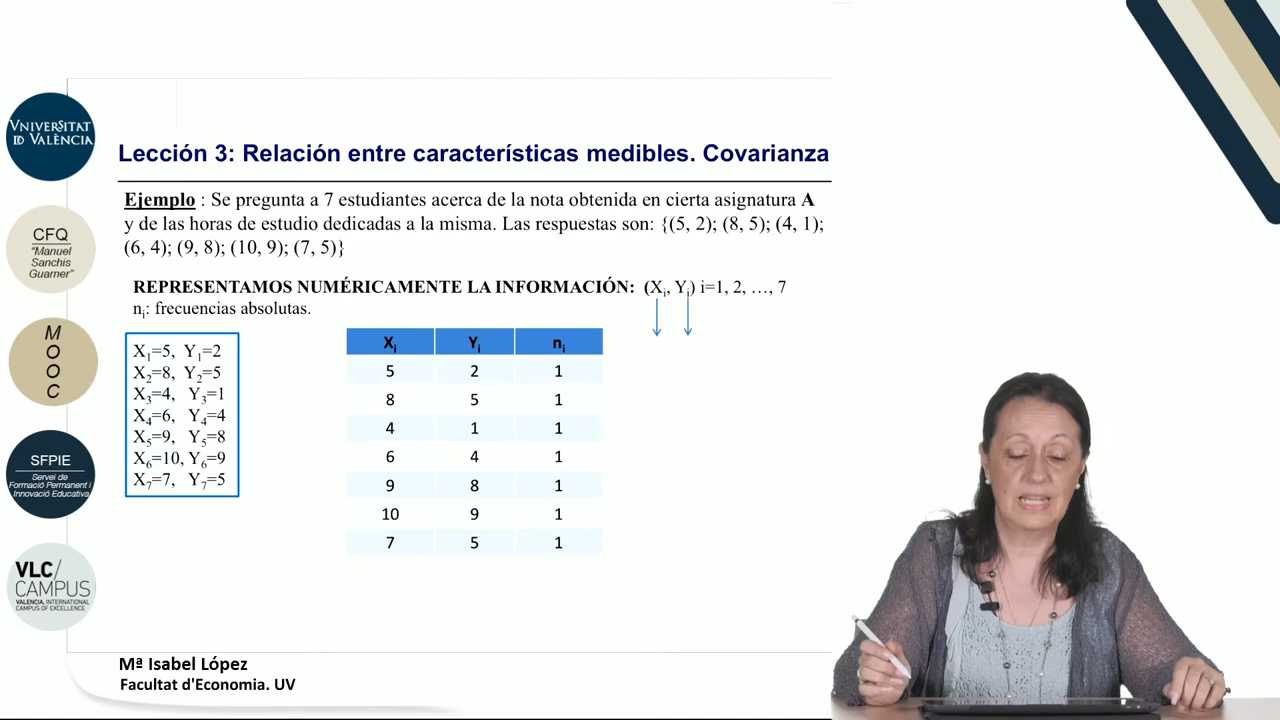 VNIVERSITAT
ID VALÈNCIA
CFQ
"Manuel
Sanchis
Guarner"
M
O
O
C
SFPIE
Servei de
Formació Permanent i
Innovació Educativa
VLC/
CAMPUS
VALENCIA, INTERNATIONAL
CAMPUS OF EXCELLENCE
Lección 3: Relación entre características medibles. Covarianza
Ejemplo : Se pregunta a 7 estudiantes acerca de la nota obtenida en cierta asignatura A
y de las horas de estudio dedicadas a la misma. Las respuestas son: {(5, 2); (8, 5); (4, 1);
(6, 4); (9, 8); (10, 9); (7, 5)}
REPRESENTAMOS NUMÉRICAMENTE LA INFORMACIÓN: (Xi, Yi) i=1, 2, …, 7
ni: frecuencias absolutas.
X1=5, Y1=2
X2=8, Y2=5
X3=4, Y3=1
X4=6, Y4=4
X5=9, Y5=8
X6=10, Y6=9
X7=7, Y7=5
Xi Yi ni
5 2 1
8 5 1
4 1 1
6 4 1
9 8 1
10 9 1
7 5 1
Mª Isabel López
Facultat d'Economia. UV